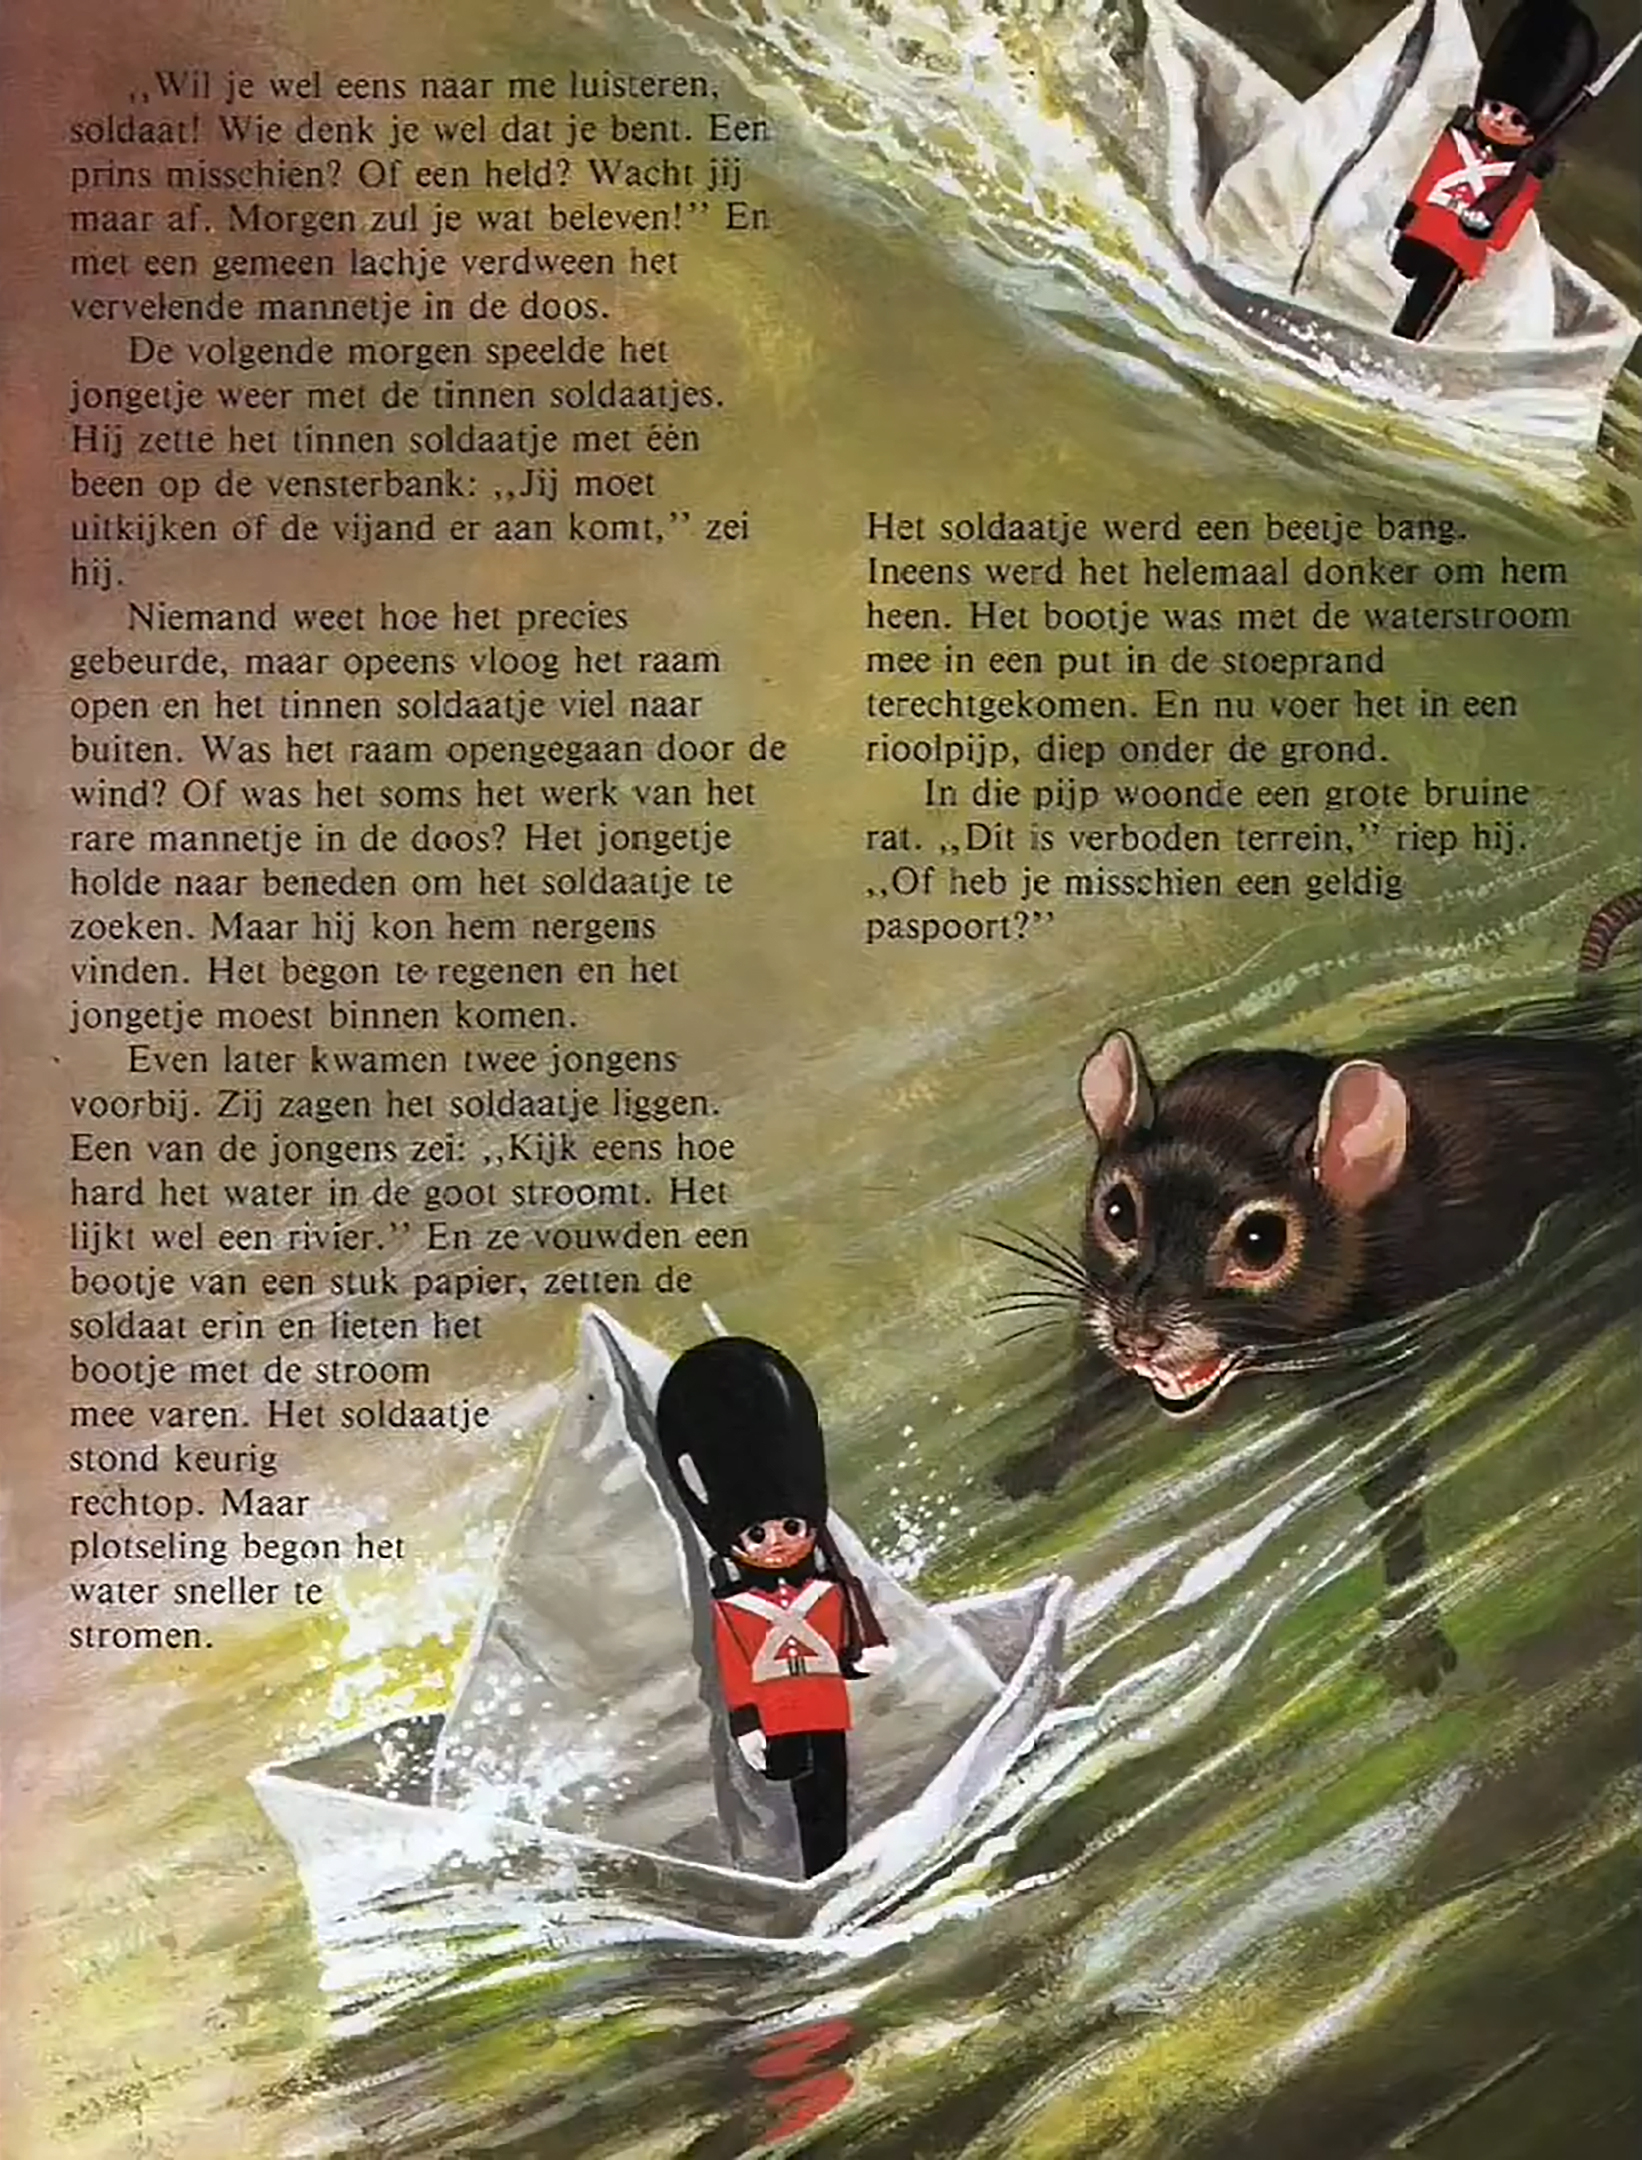 ,,Wil je wel eens naar me luisteren,
soldaat! Wie denk je wel dat je bent. Een
prins misschien? Of een held? Wacht jij
maar af. Morgen zul je wat beleven!'' En
met een gemeen lachje verdween het
vervelende mannetje in de doos.
De volgende morgen speelde het
jongetje weer met de tinnen soldaatjes.
Hij zette het tinnen soldaatje met één
been op de vensterbank: ,,Jij moet
uitkijken of de vijand er aan komt,'' zei
hij.
Niemand weet hoe het precies
gebeurde, maar opeens vloog het raam
open en het tinnen soldaatje viel naar
buiten. Was het raam opengegaan door de
wind? Of was het soms het werk van het
rare mannetje in de doos? Het jongetje
holde naar beneden om het soldaatje te
zoeken. Maar hij kon hem nergens
vinden. Het begon te regenen en het
jongetje moest binnen komen.
Even later kwamen twee jongens
voorbij. Zij zagen het soldaatje liggen.
Een van de jongens zei: ,,Kijk eens hoe
hard het water in de goot stroomt. Het
lijkt wel een rivier.'' En ze vouwden een
bootje van een stuk papier, zetten de
soldaat erin en lieten het
bootje met de stroom
mee varen. Het soldaatje
stond keurig
rechtop. Maar
plotseling begon het
water sneller te
stromen.
Het soldaatje werd een beetje bang.
Ineens werd het helemaal donker om hem
heen. Het bootje was met de waterstroom
mee in een put in de stoeprand
terechtgekomen. En nu voer het in een
rioolpijp, diep onder de grond.
In die pijp woonde een grote bruine
rat. ,,Dit is verboden terrein,'' riep hij.
,,Of heb je misschien een geldig
paspoort?''